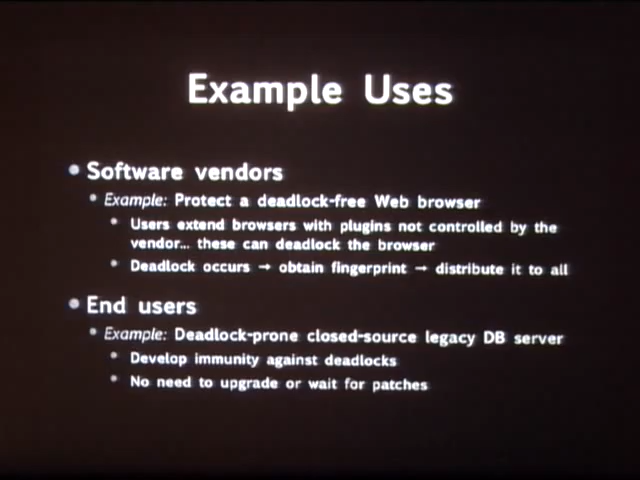 Example Uses
• Software vendors
• Example: Protect a deadlock-free Web browser
• Users extend browsers with plugins not controlled by the
vendor... these can deadlock the browser
• Deadlock occurs → obtain fingerprint → distribute it to all
• End users
• Example: Deadlock-prone closed-source legacy DB server
• Develop immunity against deadlocks
• No need to upgrade or wait for patches